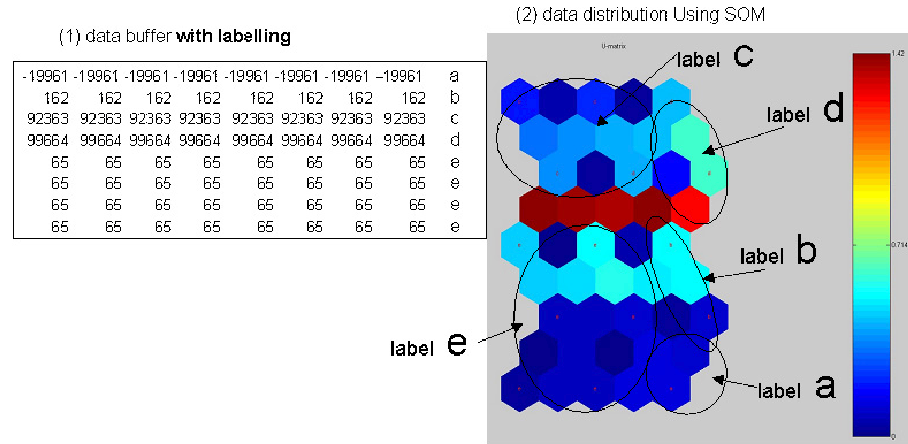 (2) data distribution Using SOM
(1) data buffer with labelling
-19961 -19961 -19961 -19961 -19961 -19961 -19961 -19961 a
162 162 162 162 162 162 162 162 b
92363 92363 92363 92363 92363 92363 92363 92363 c
99664 99664 99664 99664 99664 99664 99664 99664 d
65 65 65 65 65 65 65 65 e
65 65 65 65 65 65 65 65 e
65 65 65 65 65 65 65 65 e
65 65 65 65 65 65 65 65 e
U-matrix
1.42
label c
label d
0.714
label b
label e
label a
0